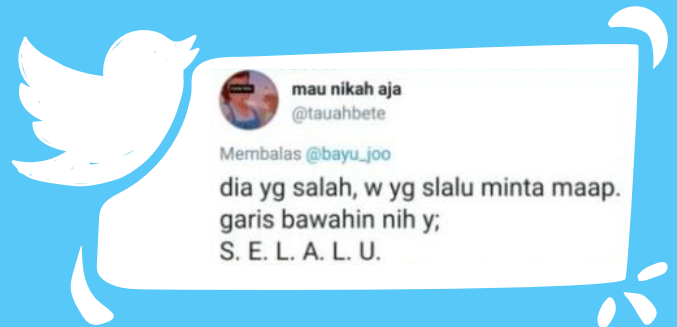 mau nikah aja
@tauahbete
Membalas @bayu_joo
dia yg salah, w yg slalu minta maap.
garis bawahin nih y;
S. E. L. A. L. U.